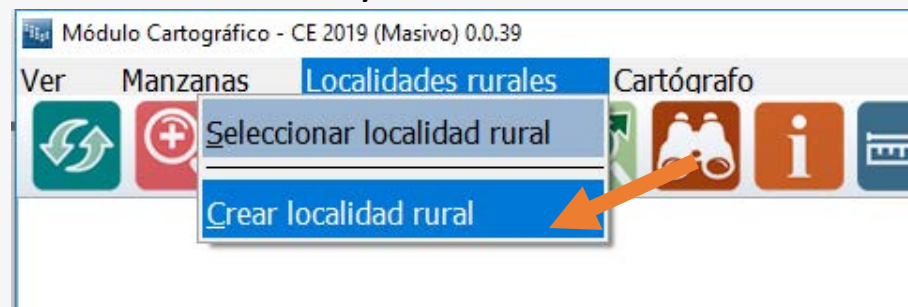 Módulo Cartográfico - CE 2019 (Masivo) 0.0.39
Ver Manzanas Localidades rurales Cartógrafo
Seleccionar localidad rural
i
Crear localidad rural